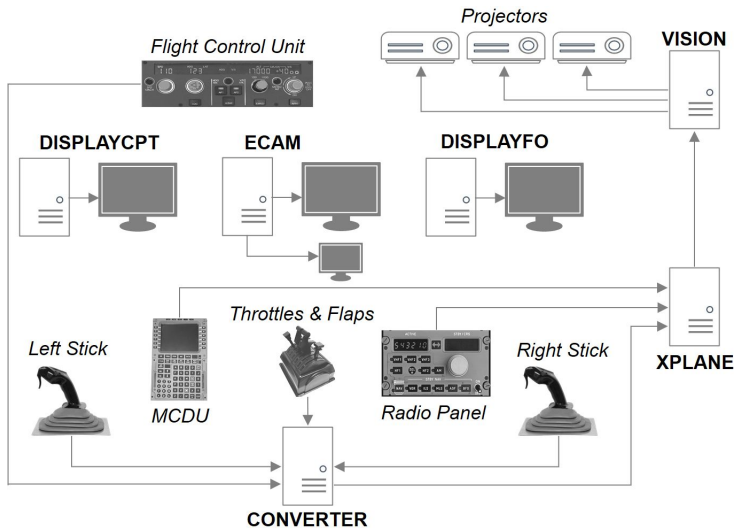 Projectors
Flight Control Unit
VISION
DISPLAYCPT
ECAM
DISPLAYFO
Throttles & Flaps
Left Stick
Right Stick
XPLANE
543210
MCDU
Radio Panel
CONVERTER